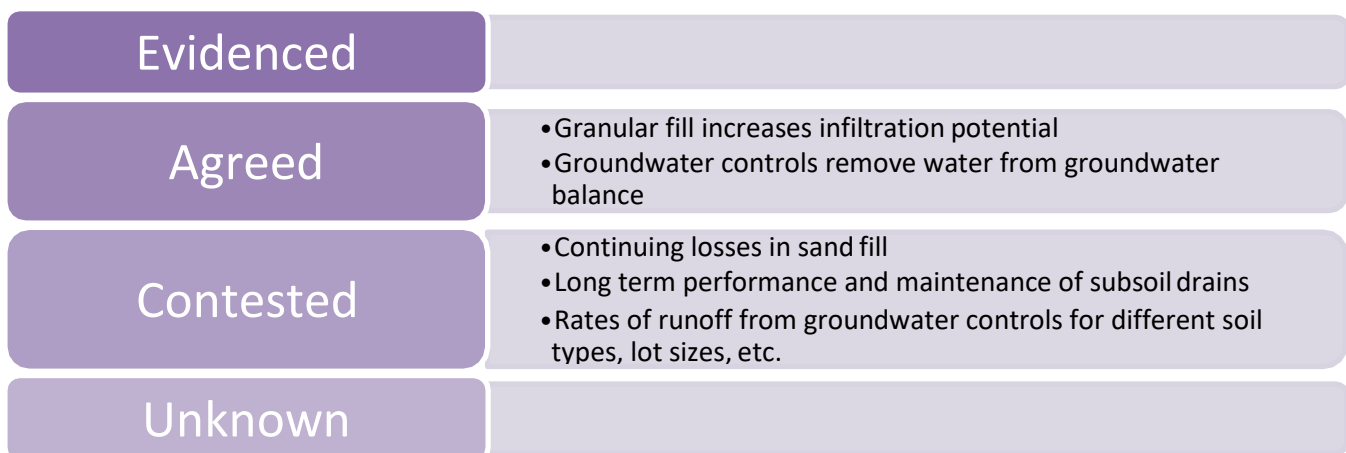 Evidenced
Agreed
•Granular fill increases infiltration potential
•Groundwater controls remove water from groundwater
balance
Contested
•Continuing losses in sand fill
•Long term performance and maintenance of subsoil drains
•Rates of runoff from groundwater controls for different soil
types, lot sizes, etc.
Unknown